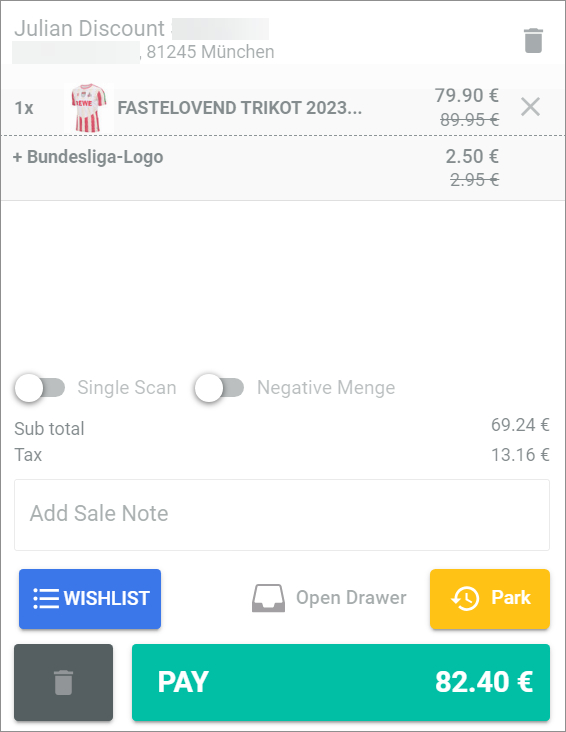 Julian Discount
, 81245 München
1x REWE FASTELOVEND TRIKOT 2023... 79.90 €
89.95 €
+ Bundesliga-Logo 2.50 €
2.95 €
Single Scan Negative Menge
Sub total 69.24 €
Tax 13.16 €
Add Sale Note
WISHLIST Open Drawer Park
PAY 82.40 €